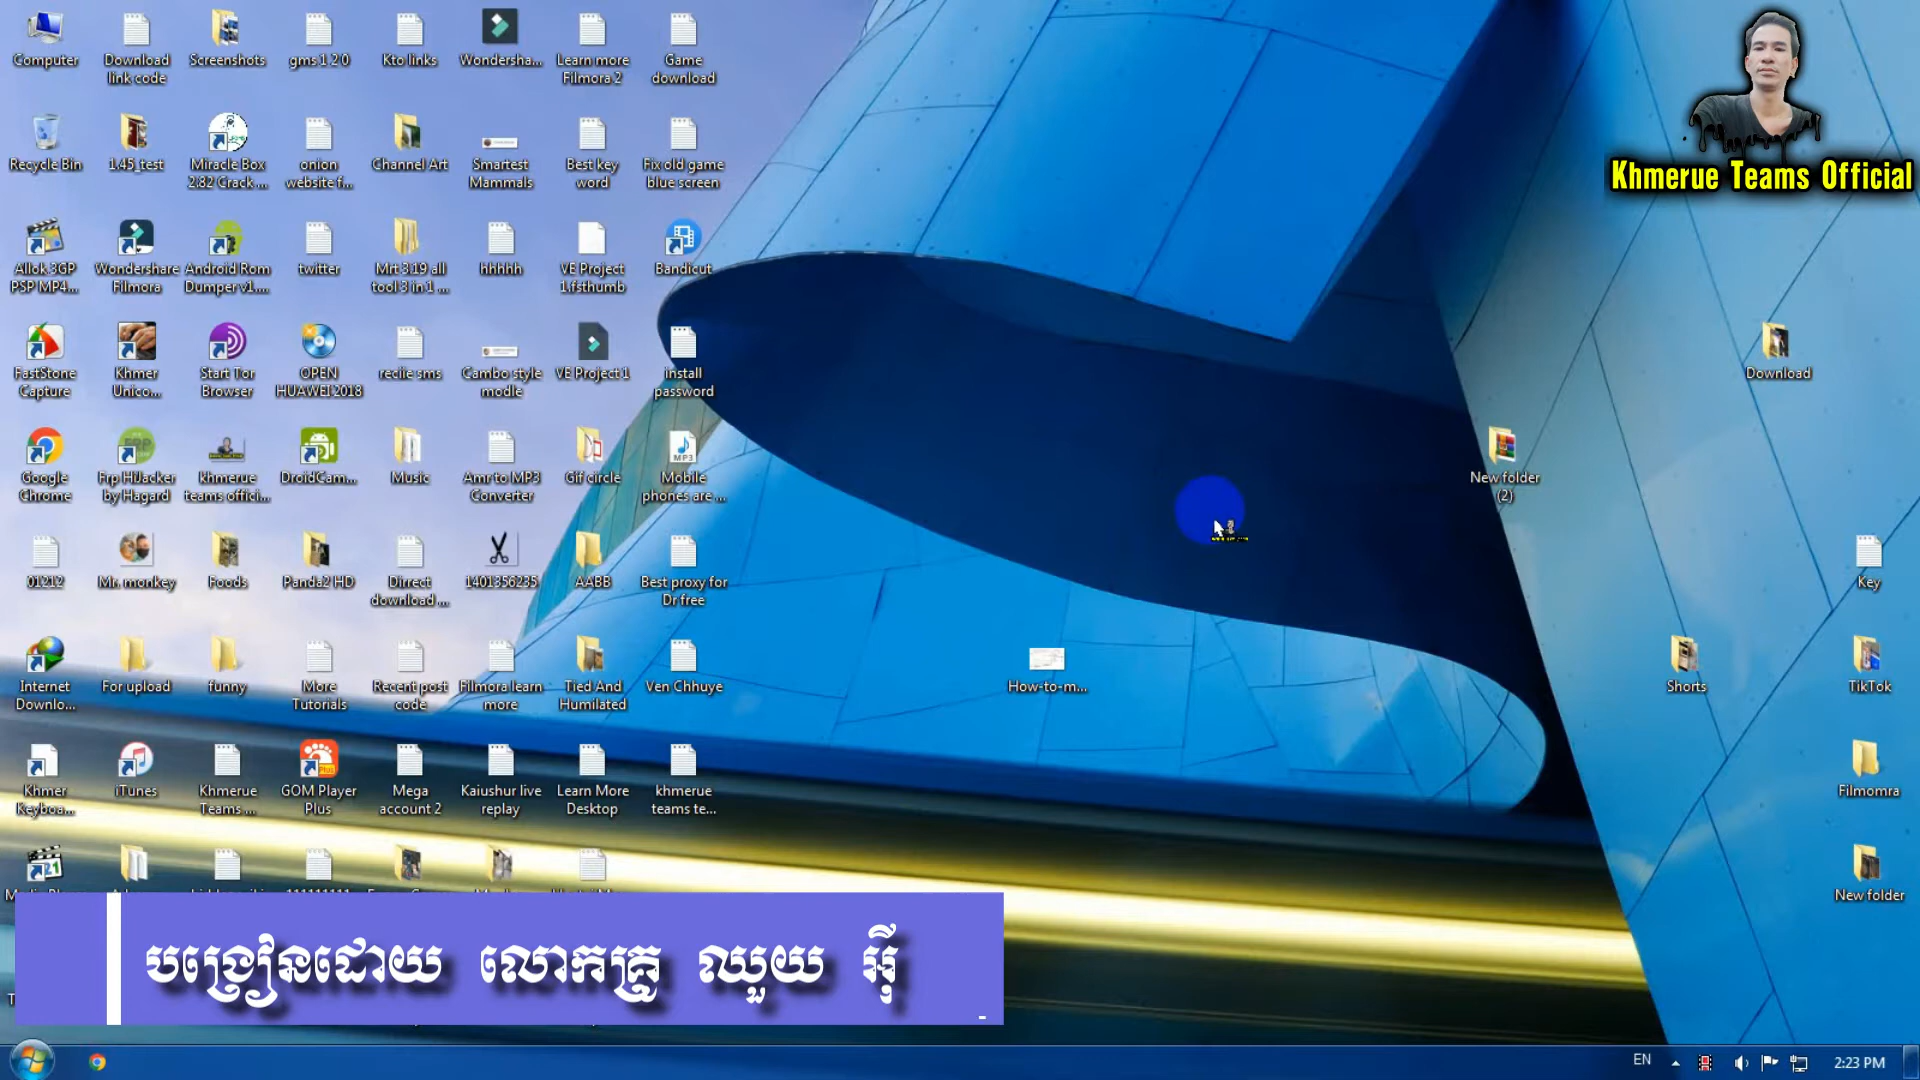 Computer
Download link code
Screenshots
gms 1 2 0
Kto links
Wondersha...
Learn more Filmora 2
Game download
Khmerue Teams Official
Recycle Bin
1.45_test
Miracle Box 2.82 Crack ...
onion website f...
Channel Art
Smartest Mammals
Best key word
Fix old game blue screen
Allok 3GP PSP MP4...
Wondershare Filmora
Android Rom Dumper v1....
twitter
Mrt 3.19 all tool 3 in 1 ...
hhhhh
VE Project 1.fsthumb
Bandicut
FastStone Capture
Khmer Unico...
Start Tor Browser
OPEN HUAWEI 2018
reciie sms
Cambo style modle
VE Project 1
install password
Download
Google Chrome
Frp HiJacker by Hagard
Khmerue teams offici...
DroidCam...
Music
Amr to MP3 Converter
Gif circle
Mobile phones are ...
New folder (2)
01212
Mr. monkey
Foods
Panda2 HD
Dirrect download ...
1401356235
AABB
Best proxy for Dr free
Key
Internet Downlo...
For upload
funny
More Tutorials
Recent post code
Filmora learn more
Tied And Humilated
Ven Chhuye
How-to-m...
Shorts
TikTok
Khmer Keyboa...
iTunes
Khmerue Teams ...
GOM Player Plus
Mega account 2
Kaiushur live replay
Learn More Desktop
khmerue teams te...
Filmomra
New folder
បង្រៀនដោយ លោកគ្រូ ឈួយ អ៊ី
EN
2:23 PM